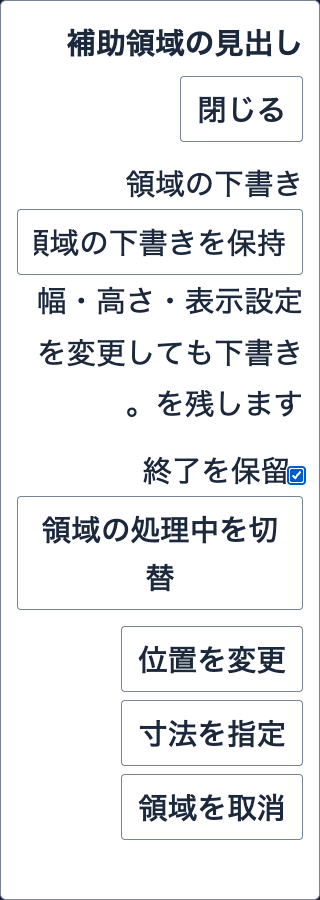 補助領域の見出し
閉じる
領域の下書き
域の下書きを保持
幅・高さ・表示設定
を変更しても下書き
を残します。
終了を保留
領域の処理中を切
替
位置を変更
寸法を指定
領域を取消